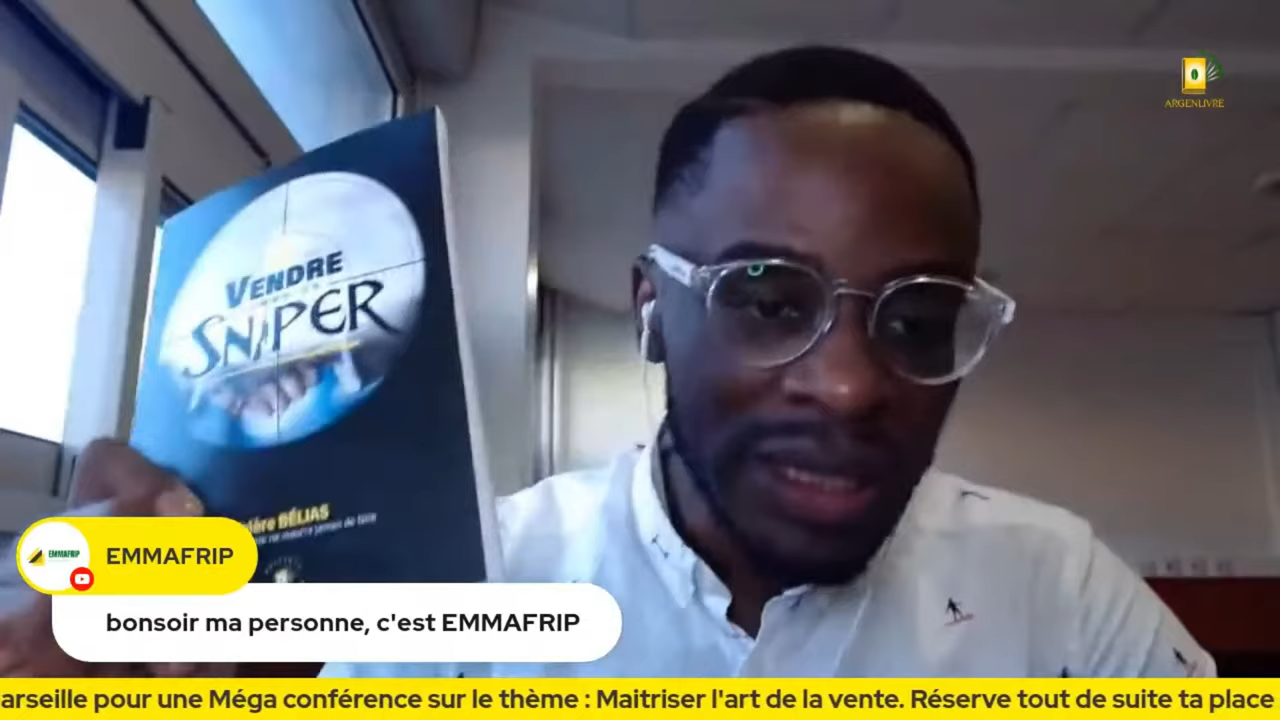 ARGENLIVRE
VENDRE
SNIPER
BÉLIAS
EMMAFRIP
EMMAFRIP
bonsoir ma personne, c'est EMMAFRIP
arseille pour une Méga conférence sur le thème : Maitriser l'art de la vente. Réserve tout de suite ta place